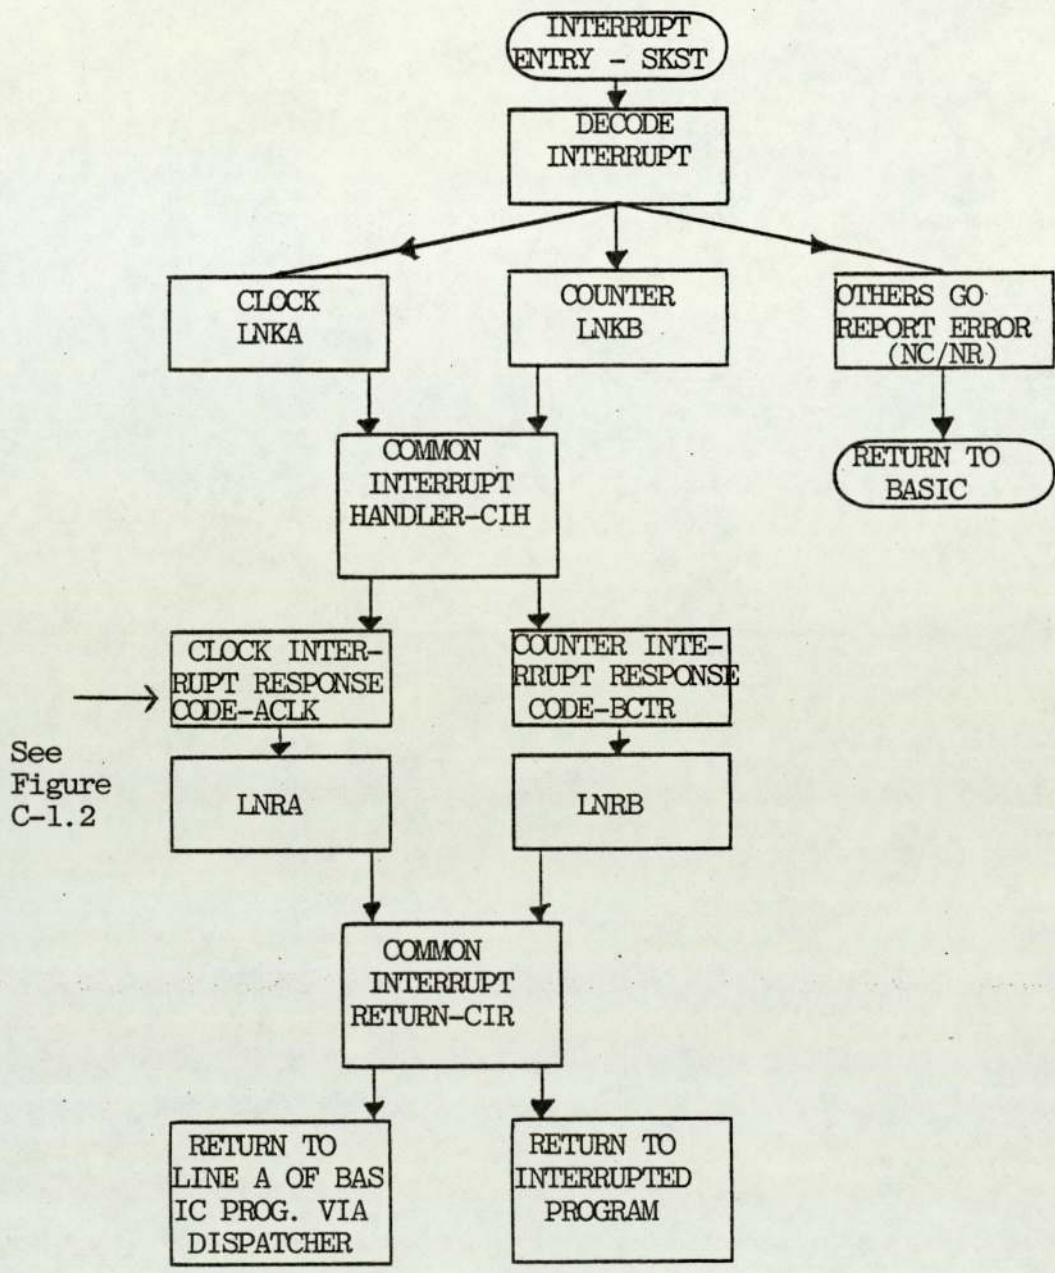 INTERRUPT
ENTRY - SKST
DECODE
INTERRUPT
CLOCK
LNKA
COUNTER
LNKB
OTHERS GO
REPORT ERROR
(NC/NR)
COMMON
INTERRUPT
HANDLER-CIH
RETURN TO
BASIC
CLOCK INTER-
RUPT RESPONSE
CODE-ACLK
COUNTER INTE-
RRUPT RESPONSE
CODE-BCTR
See
Figure
C-1.2
LNRA
LNRB
COMMON
INTERRUPT
RETURN-CIR
RETURN TO
LINE A OF BAS
IC PROG. VIA
DISPATCHER
RETURN TO
INTERRUPTED
PROGRAM